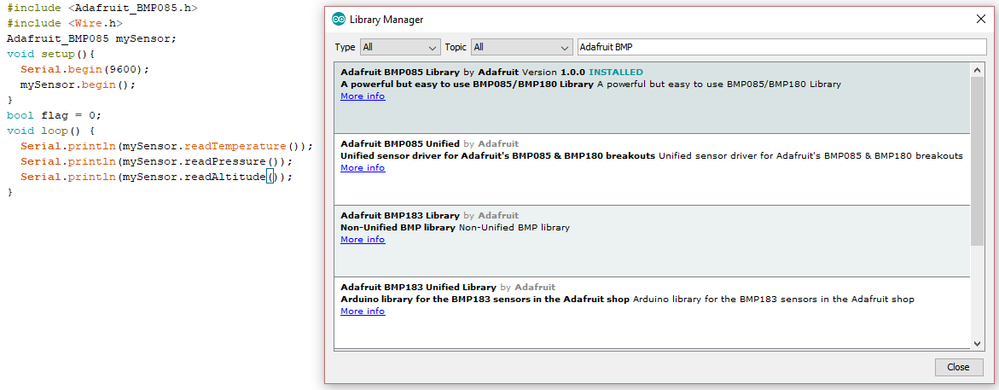 #include <Adafruit_BMP085.h>
#include <Wire.h>
Adafruit_BMP085 mySensor;
void setup(){
  Serial.begin(9600);
  mySensor.begin();
}
bool flag = 0;
void loop() {
  Serial.println(mySensor.readTemperature());
  Serial.println(mySensor.readPressure());
  Serial.println(mySensor.readAltitude());
}
Library Manager
Type All Topic All Adafruit BMP
Adafruit BMP085 Library by Adafruit Version 1.0.0 INSTALLED
A powerful but easy to use BMP085/BMP180 Library A powerful but easy to use BMP085/BMP180 Library
More info
Adafruit BMP085 Unified by Adafruit
Unified sensor driver for Adafruit's BMP085 & BMP180 breakouts Unified sensor driver for Adafruit's BMP085 & BMP180 breakouts
More info
Adafruit BMP183 Library by Adafruit
Non-Unified BMP library Non-Unified BMP library
More info
Adafruit BMP183 Unified Library by Adafruit
Arduino library for the BMP183 sensors in the Adafruit shop Arduino library for the BMP183 sensors in the Adafruit shop
More info
Close